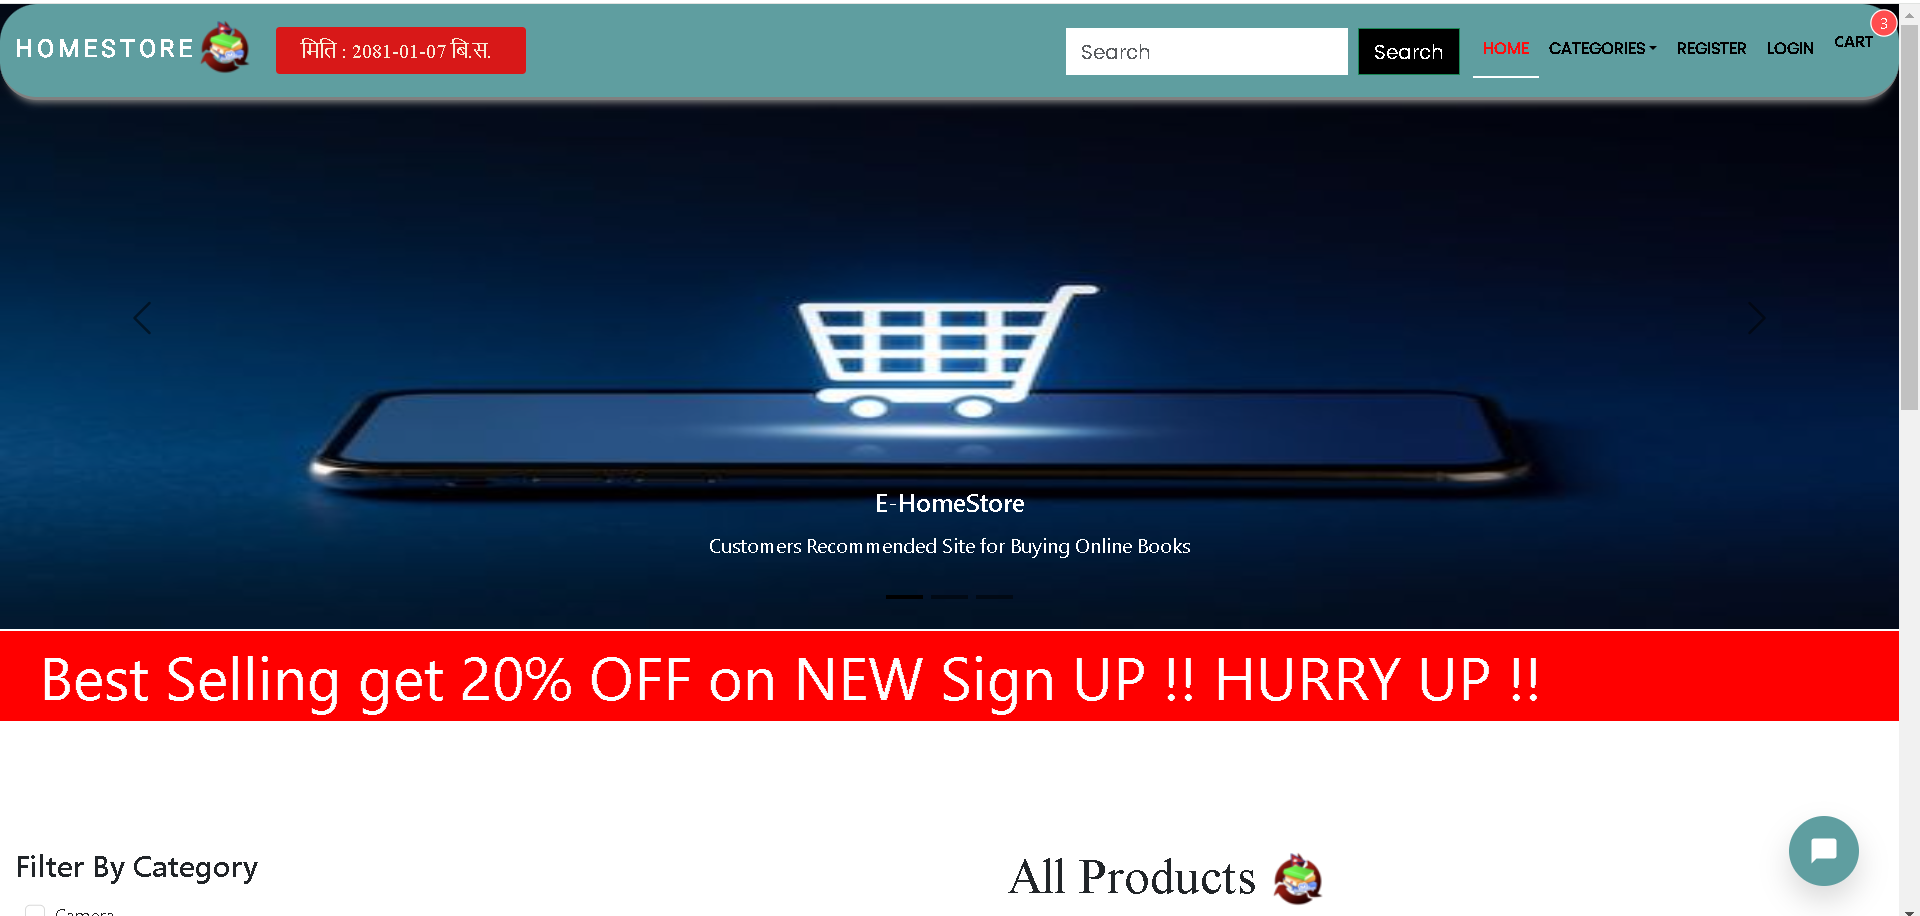 HOMESTORE
मिति : 2081-01-07 बि.स.
Search
Search
HOME
CATEGORIES
REGISTER
LOGIN
CART
3
E-HomeStore
Customers Recommended Site for Buying Online Books
Best Selling get 20% OFF on NEW Sign UP !! HURRY UP !!
Filter By Category
All Products
Camera